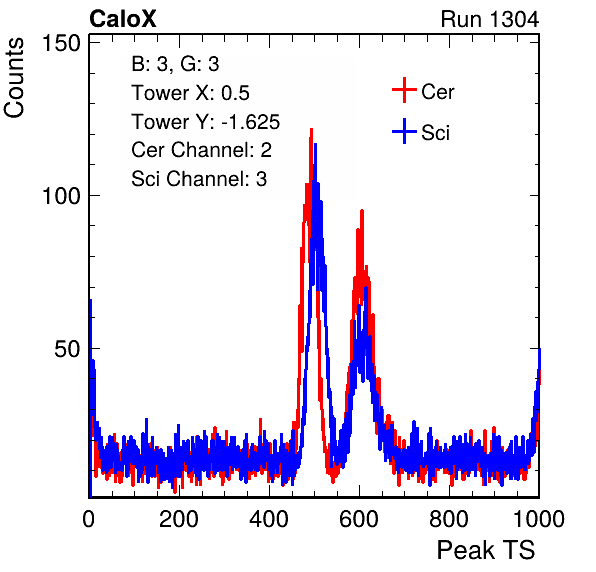 CaloX Run 1304
Counts
150
100
50
B: 3, G: 3
Tower X: 0.5
Tower Y: -1.625
Cer Channel: 2
Sci Channel: 3
Cer
Sci
0 200 400 600 800 1000
Peak TS